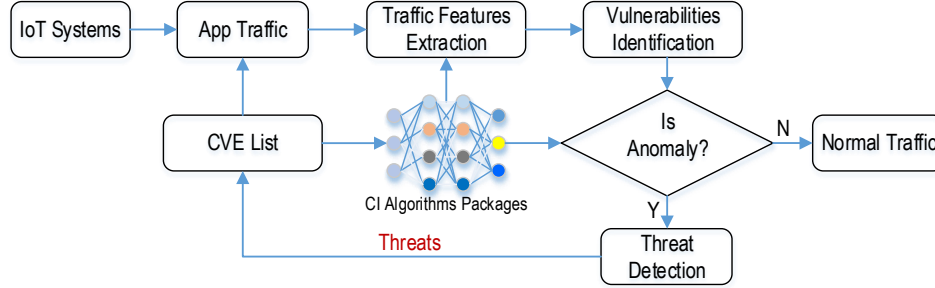 IoT Systems
App Traffic
Traffic Features
Extraction
Vulnerabilities
Identification
CVE List
CI Algorithms Packages
Is
Anomaly?
N
Normal Traffic
Y
Threats
Threat
Detection